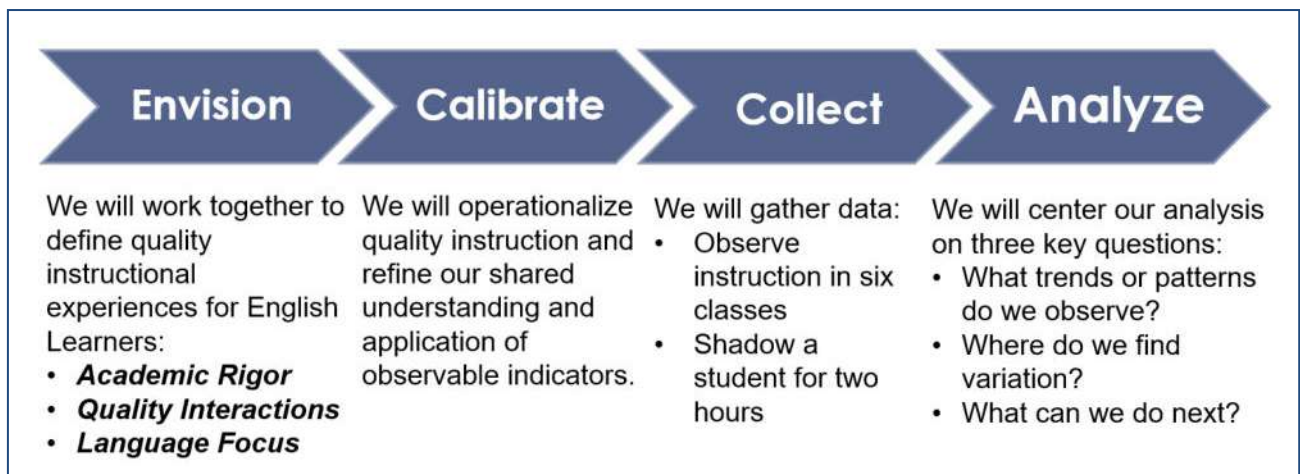 Envision
We will work together to
define quality
instructional
experiences for English
Learners:
• Academic Rigor
• Quality Interactions
• Language Focus
Calibrate
We will operationalize
quality instruction and
refine our shared
understanding and
application of
observable indicators.
Collect
We will gather data:
• Observe
instruction in six
classes
• Shadow a
student for two
hours
Analyze
We will center our analysis
on three key questions:
• What trends or patterns
do we observe?
• Where do we find
variation?
• What can we do next?